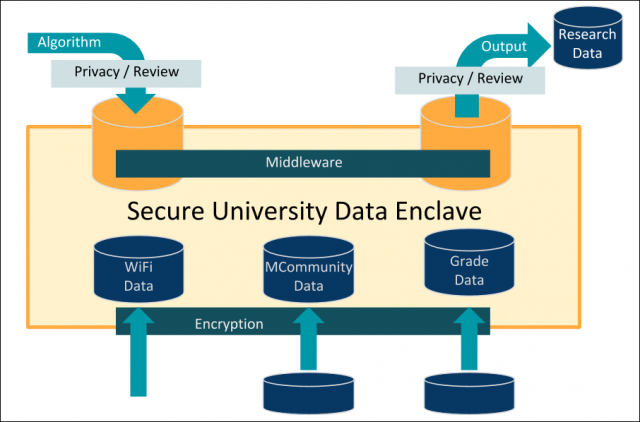 Algorithm
Privacy / Review
Output
Privacy / Review
Research
Data
Middleware
Secure University Data Enclave
WiFi
Data
MCommunity
Data
Grade
Data
Encryption